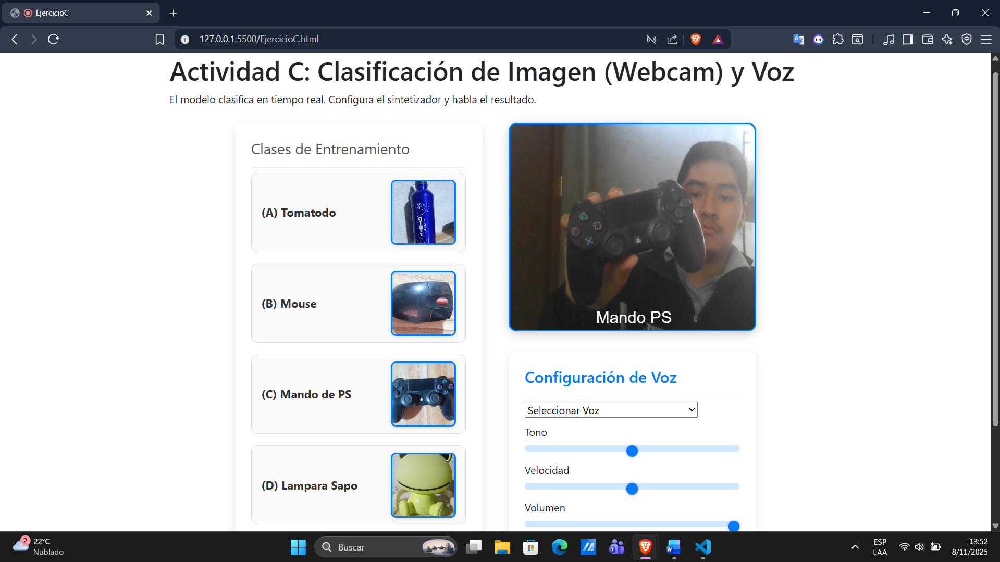 EjercicioC
127.0.0.1:5500/EjercicioC.html
Actividad C: Clasificación de Imagen (Webcam) y Voz
El modelo clasifica en tiempo real. Configura el sintetizador y habla el resultado.
Clases de Entrenamiento
(A) Tomatodo
(B) Mouse
(C) Mando de PS
(D) Lampara Sapo
Mando PS
Configuración de Voz
Seleccionar Voz
Tono
Velocidad
Volumen
2
22°C
Nublado
Buscar
ESP
LAA
13:52
8/11/2025